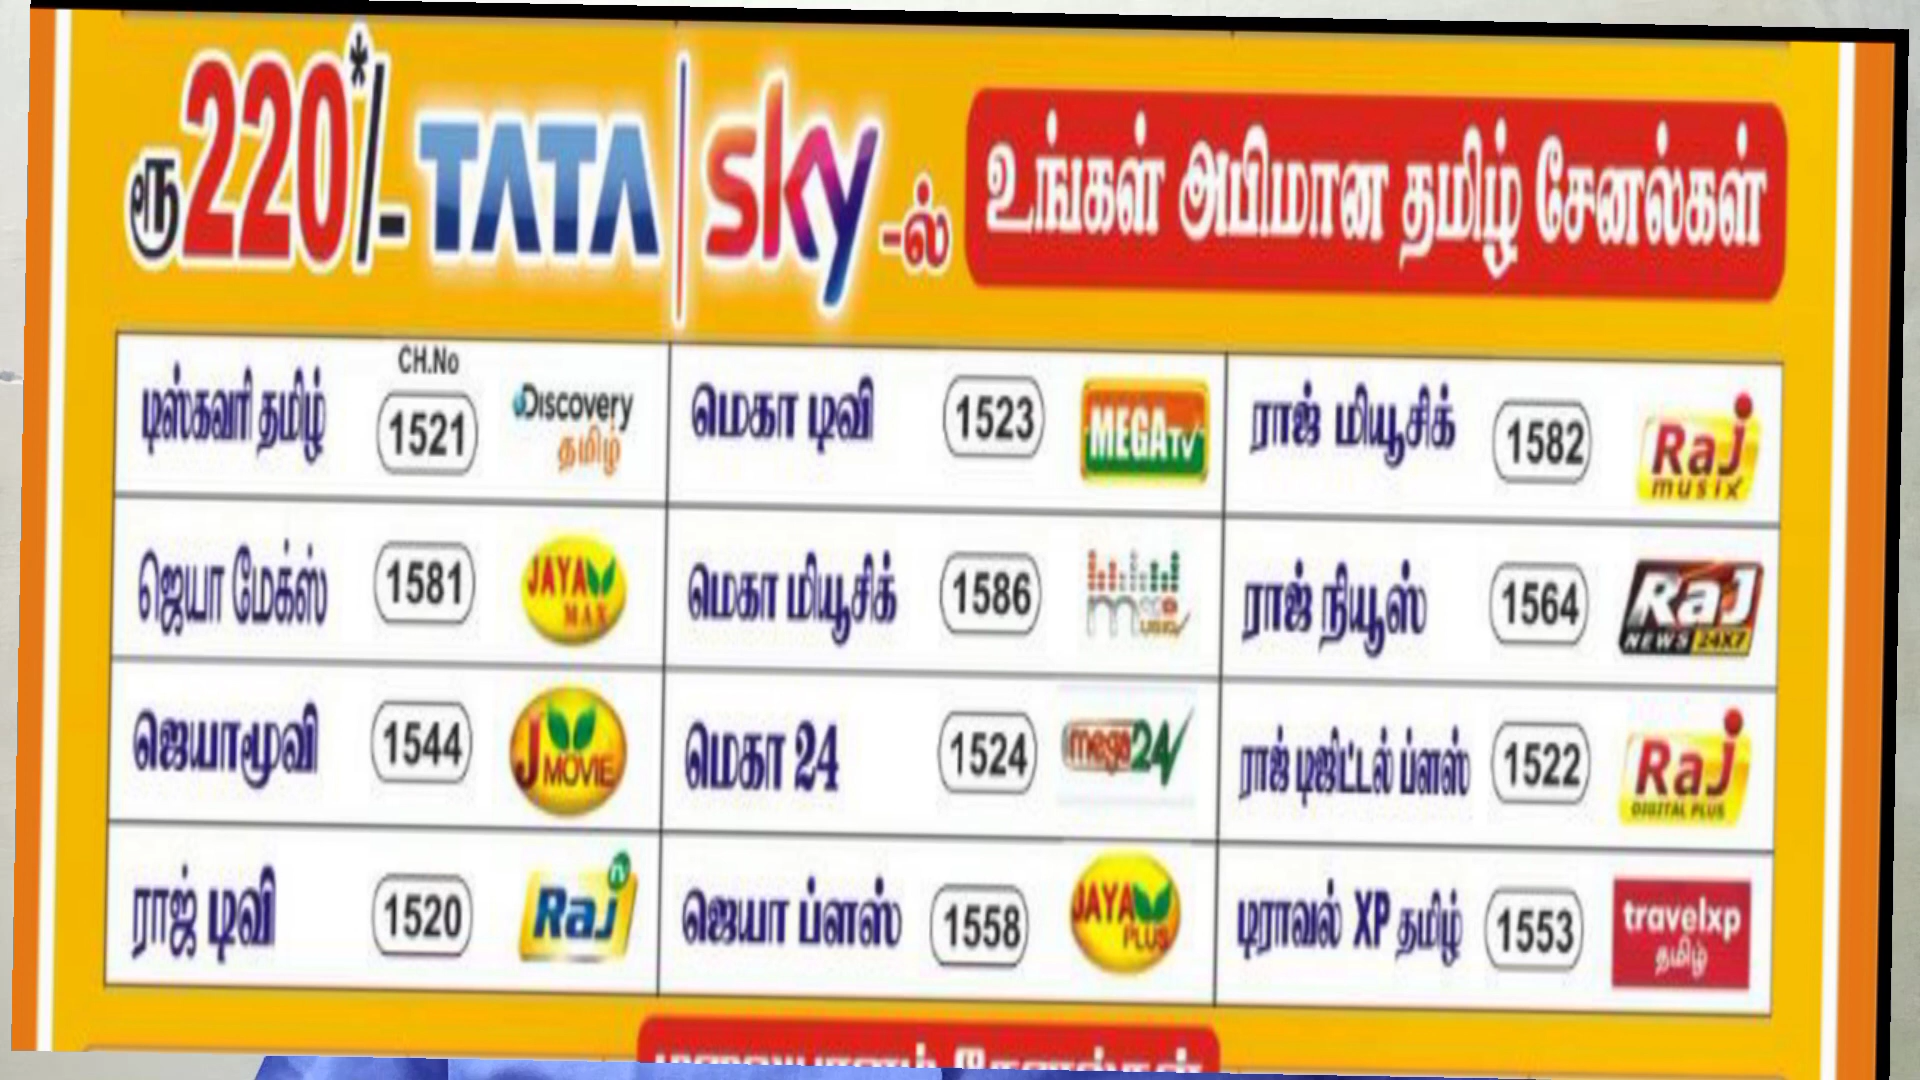 ரூ220*/- TATA sky -ல் உங்கள் அபிமான தமிழ் சேனல்கள்
CH.No
டிஸ்கவரி தமிழ் 1521 Discovery தமிழ் மெகா டிவி 1523 MEGA TV ராஜ் மியூசிக் 1582 Raj musix
ஜெயா மேக்ஸ் 1581 JAYA MAX மெகா மியூசிக் 1586 ராஜ் நியூஸ் 1564 Raj NEWS 24X7
ஜெயாமூவி 1544 J MOVIE மெகா 24 1524 mega24 ராஜ் டிஜிட்டல் ப்ளஸ் 1522 Raj DIGITAL PLUS
ராஜ் டிவி 1520 Raj TV ஜெயா ப்ளஸ் 1558 JAYA PLUS டிராவல் XP தமிழ் 1553 travelxp தமிழ்